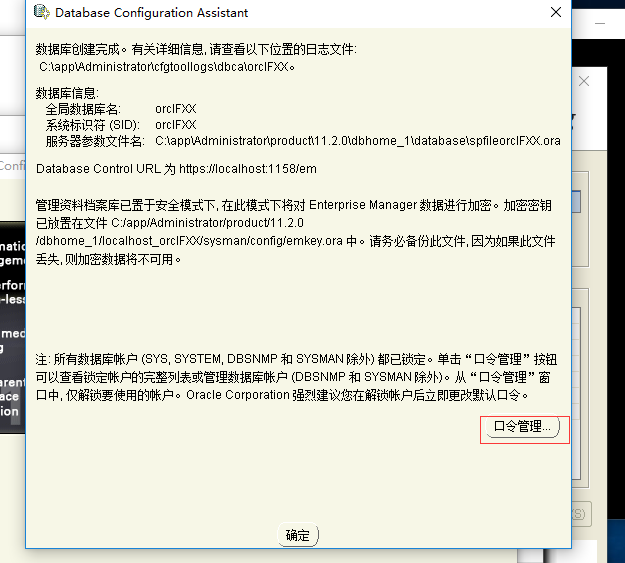 Database Configuration Assistant
数据库创建完成。有关详细信息, 请查看以下位置的日志文件:
C:\app\Administrator\cfgtoollogs\dbca\orclFXX。
数据库信息:
全局数据库名: orclFXX
系统标识符 (SID): orclFXX
服务器参数文件名: C:\app\Administrator\product\11.2.0\dbhome_1\database\spfileorclFXX.ora
Database Control URL 为 https://localhost:1158/em
管理资料档案库已置于安全模式下, 在此模式下将对 Enterprise Manager 数据进行加密。加密密钥
已放置在文件 C:/app/Administrator/product/11.2.0
/dbhome_1/localhost_orclFXX/sysman/config/emkey.ora 中。请务必备份此文件, 因为如果此文件
丢失, 则加密数据将不可用。
注: 所有数据库帐户 (SYS, SYSTEM, DBSNMP 和 SYSMAN 除外) 都已锁定。单击“口令管理”按钮
可以查看锁定帐户的完整列表或管理数据库帐户 (DBSNMP 和 SYSMAN 除外)。从“口令管理”窗
口中, 仅解锁要使用的帐户。Oracle Corporation 强烈建议您在解锁帐户后立即更改默认口令。
口令管理...
确定